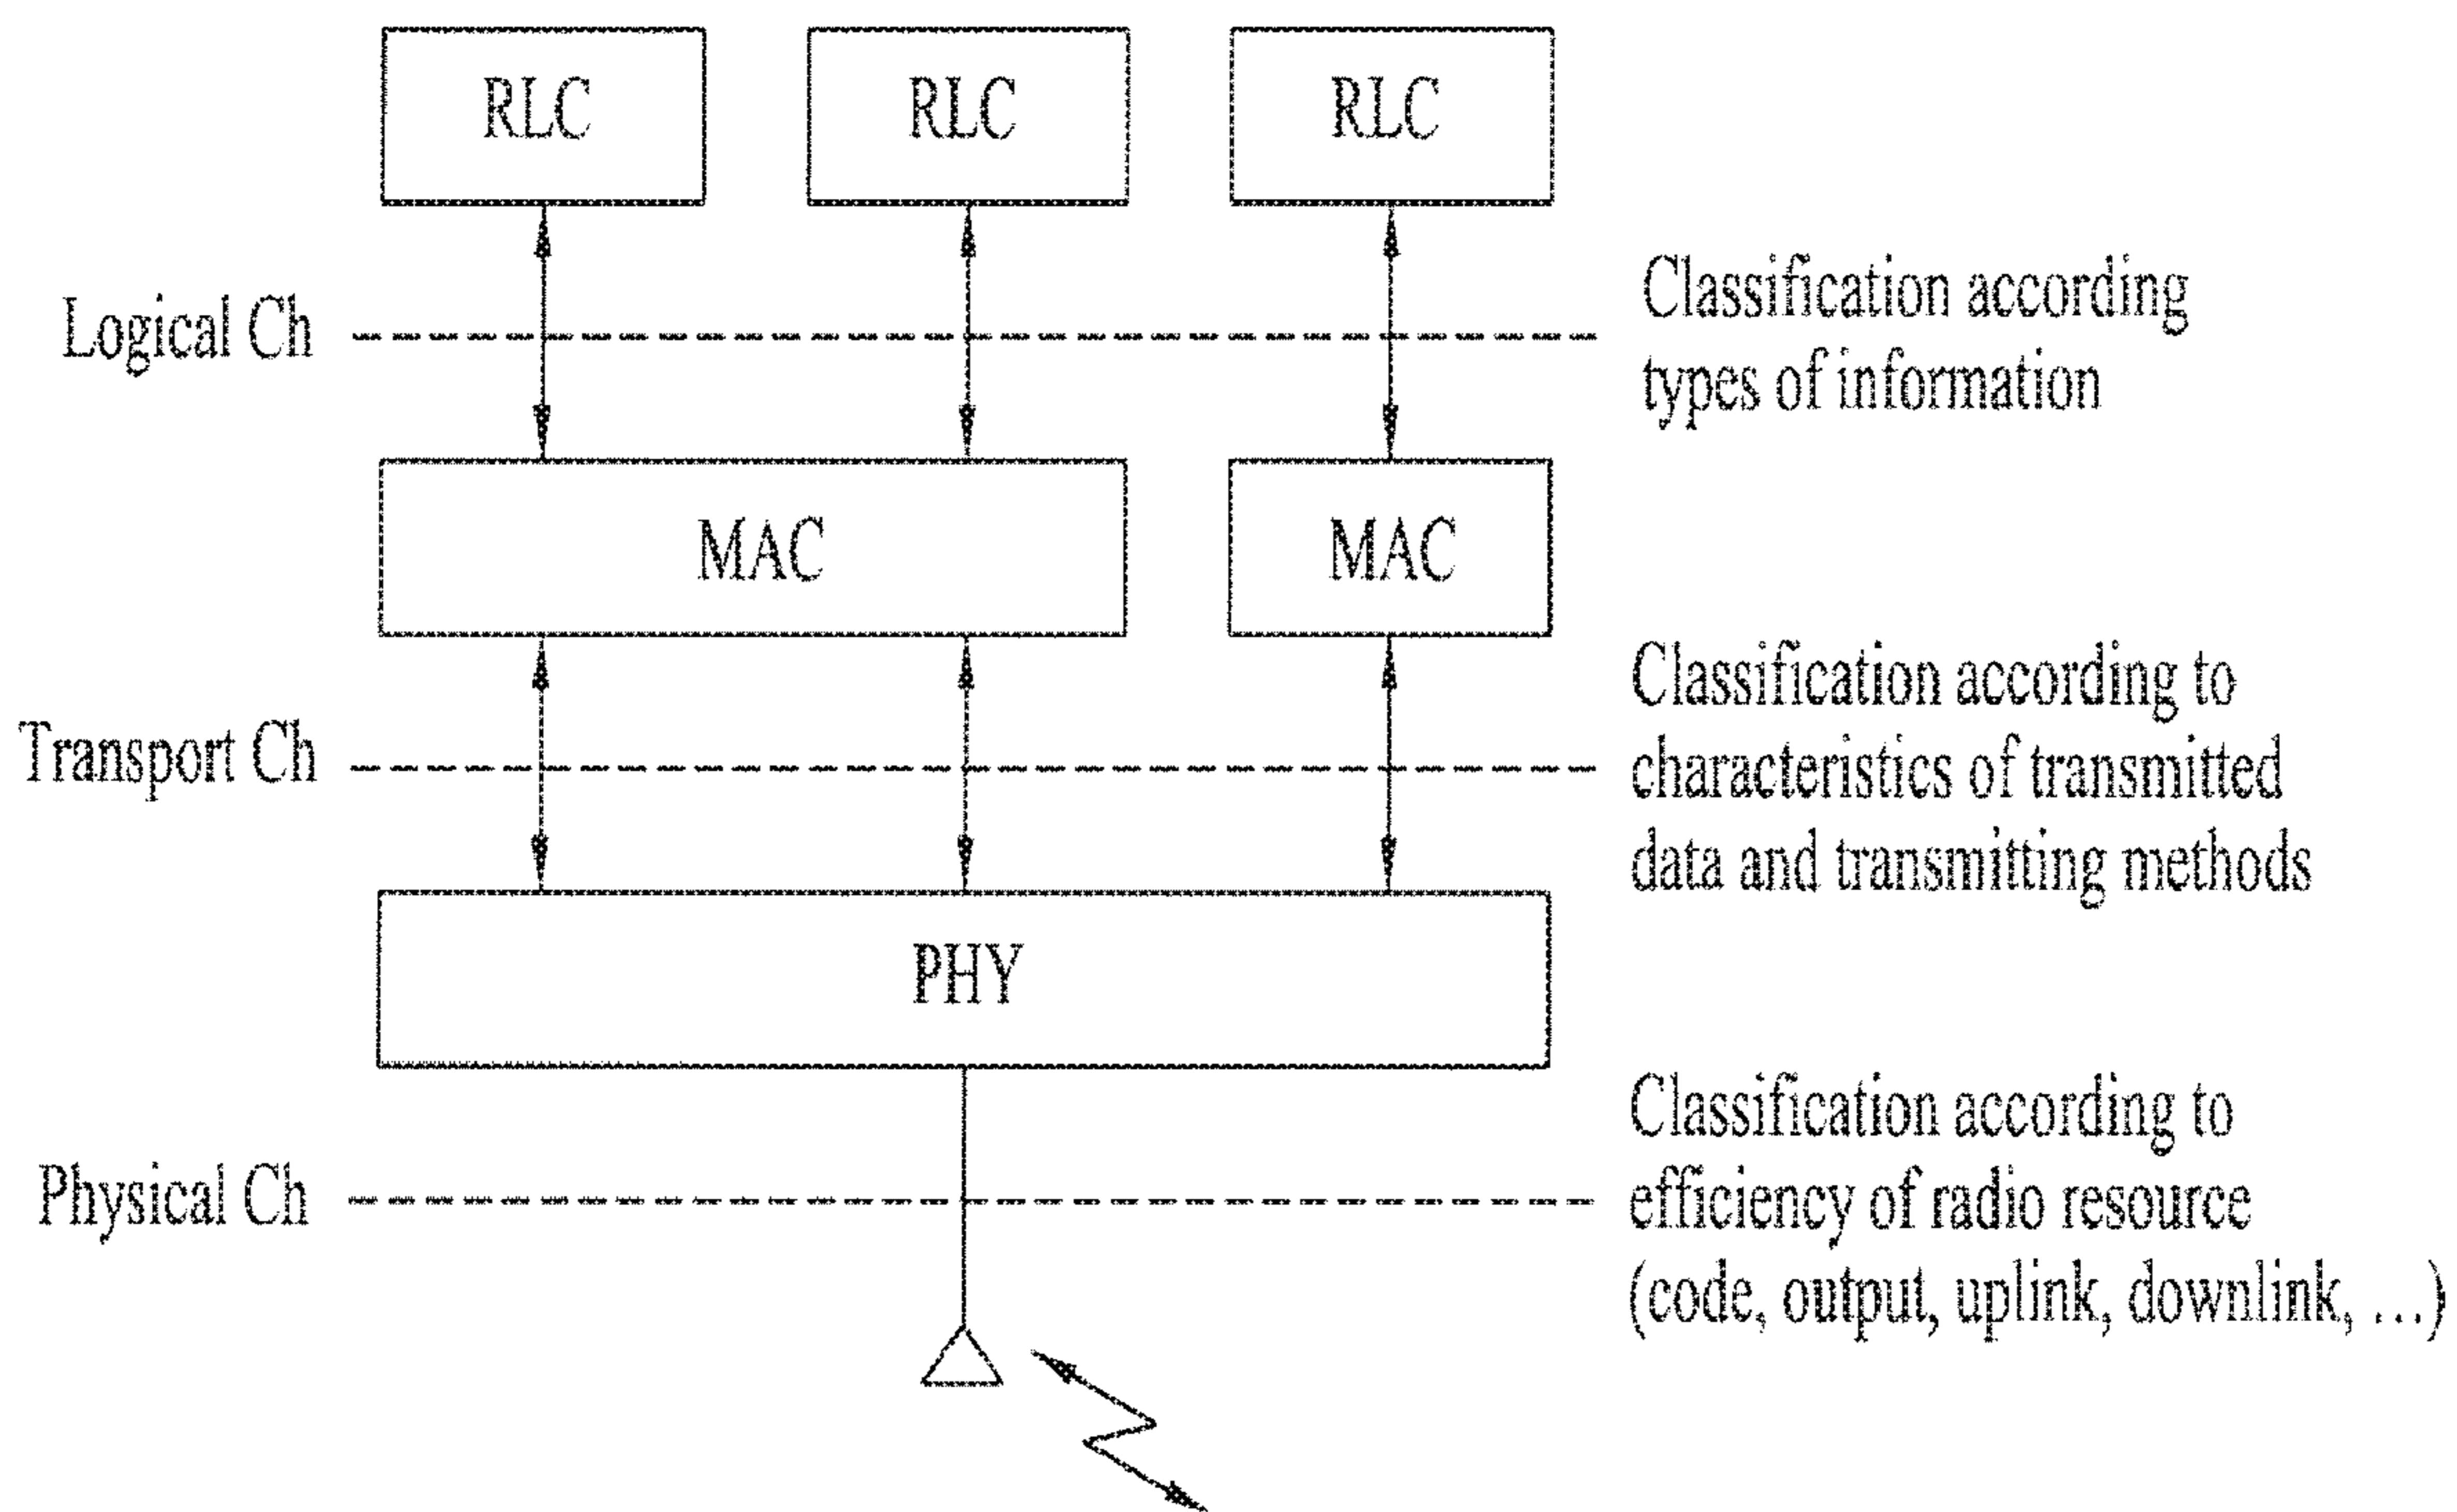 RLC
RLC
RLC
Logical Ch
Classification according
types of information
MAC
MAC
Transport Ch
Classification according to
characteristics of transmitted
data and transmitting methods
PHY
Physical Ch
Classification according to
efficiency of radio resource
(code, output, uplink, downlink, ...)